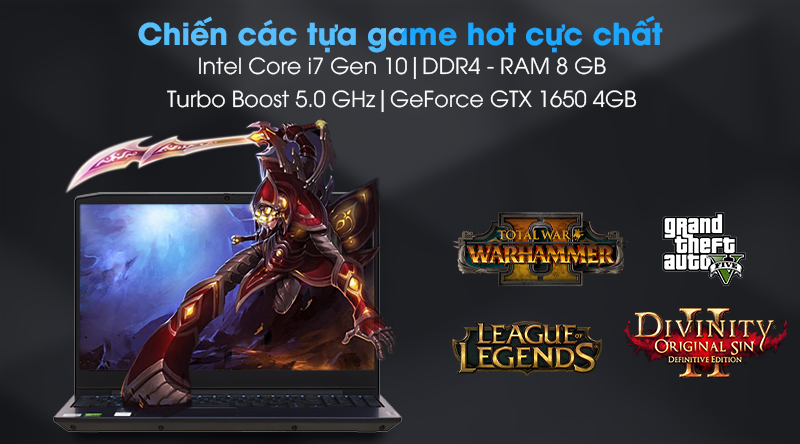 Chiến các tựa game hot cực chất
Intel Core i7 Gen 10|DDR4 - RAM 8 GB
Turbo Boost 5.0 GHz|GeForce GTX 1650 4GB
TOTAL WAR
WARHAMMER
II
grand
theft
auto
FIVE
V
LEAGUE OF
LEGENDS
DIVINITY
II
ORIGINAL SIN
DEFINITIVE EDITION